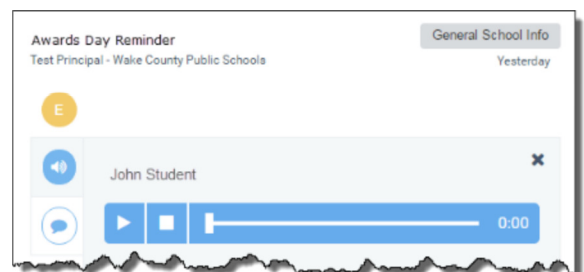 Awards Day Reminder
General School Info
Test Principal - Wake County Public Schools
Yesterday
E
John Student
0:00